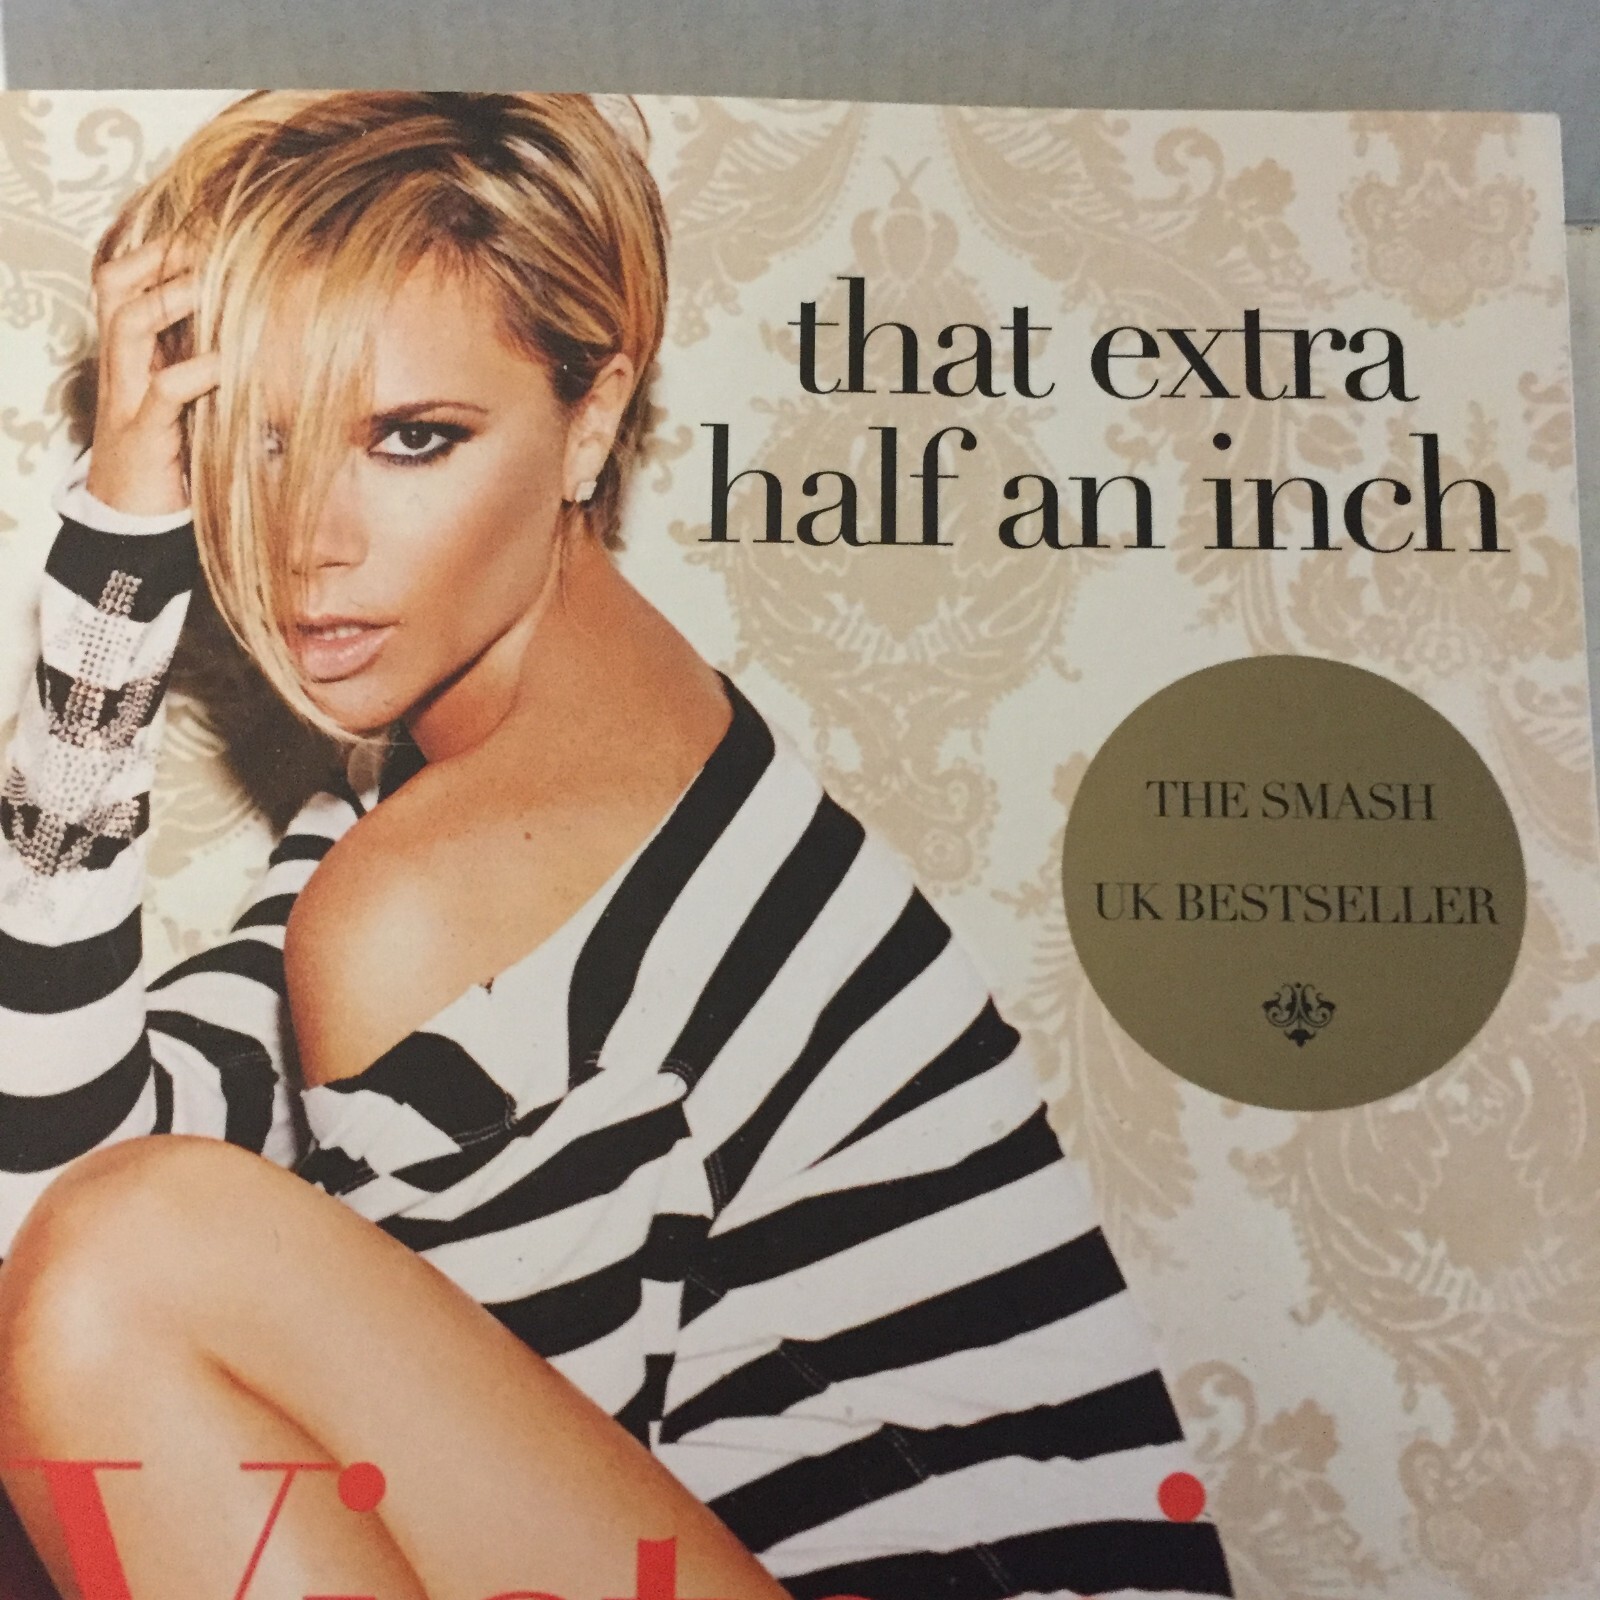 that extra
half an inch
THE SMASH
UK BESTSELLER